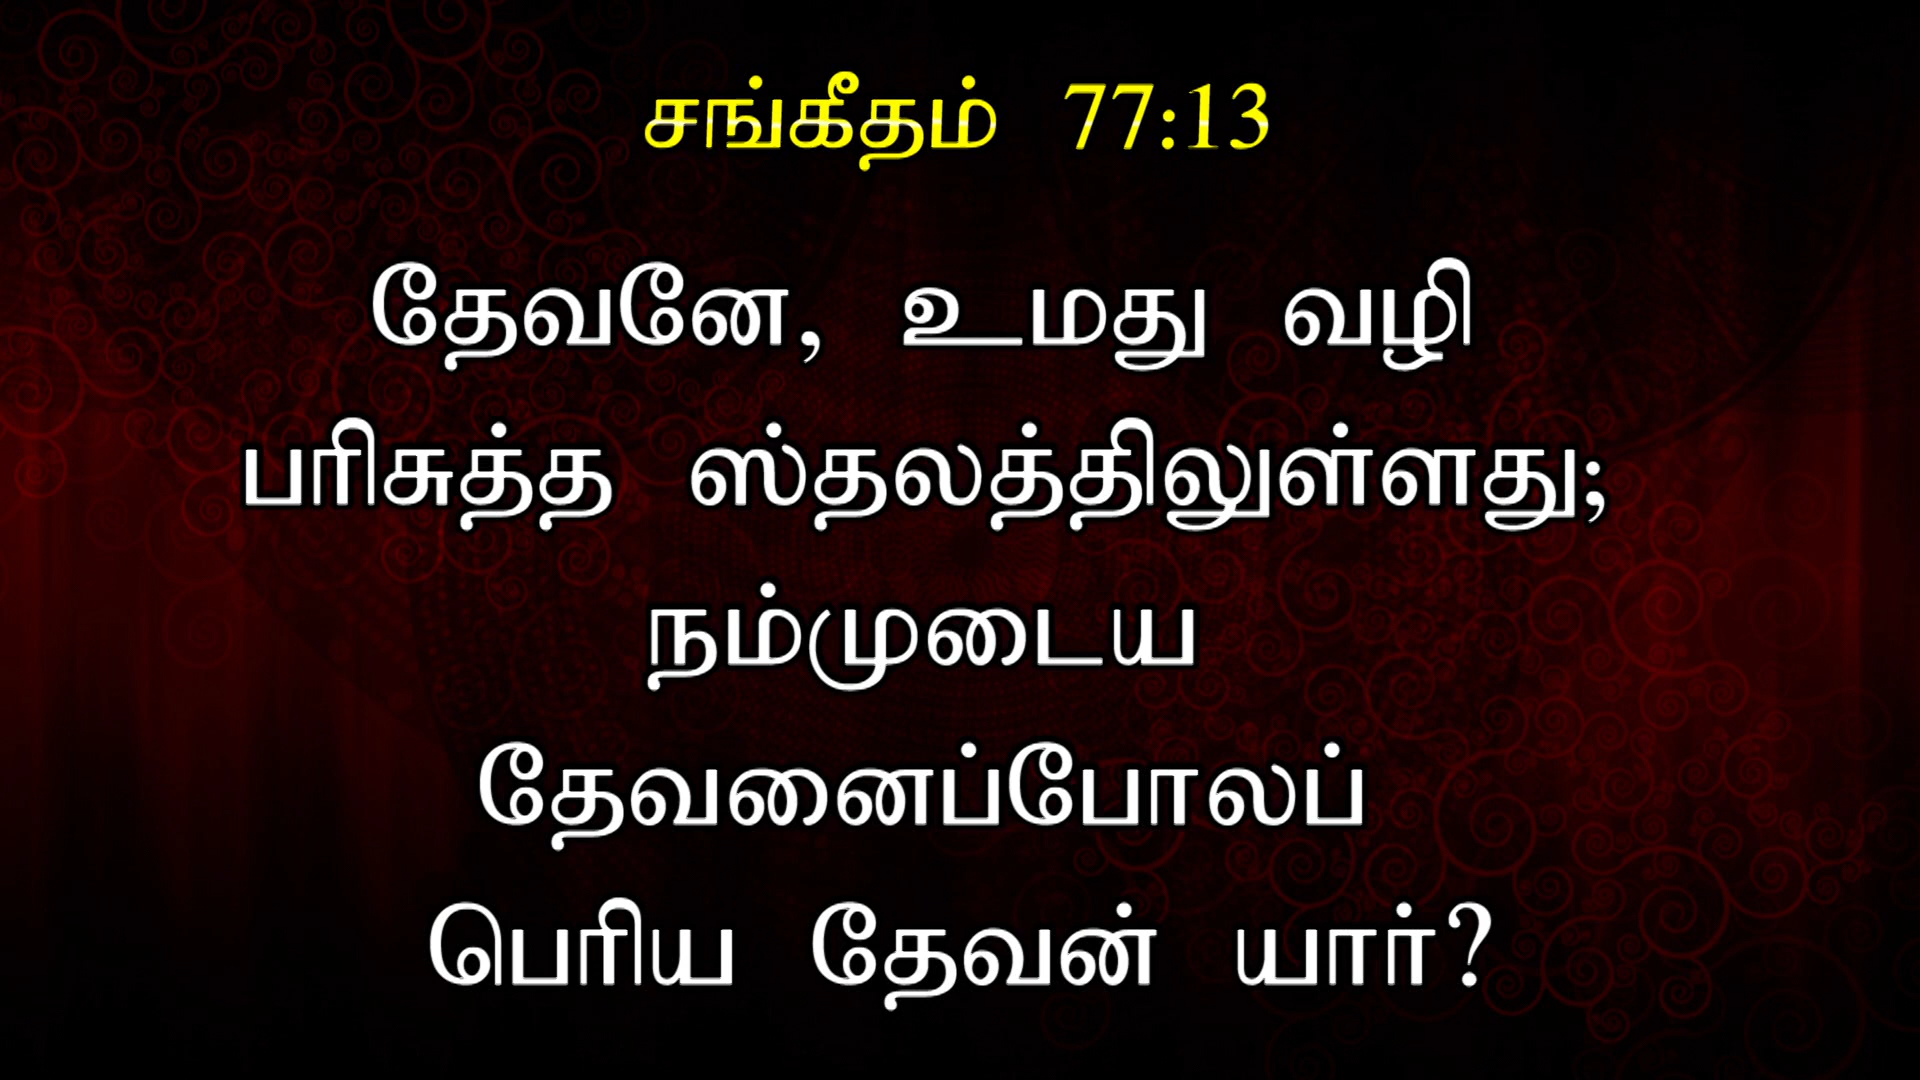 சங்கீதம் 77:13
தேவனே, உமது வழி
பரிசுத்த ஸ்தலத்திலுள்ளது;
நம்முடைய
தேவனைப்போலப்
பெரிய தேவன் யார்?